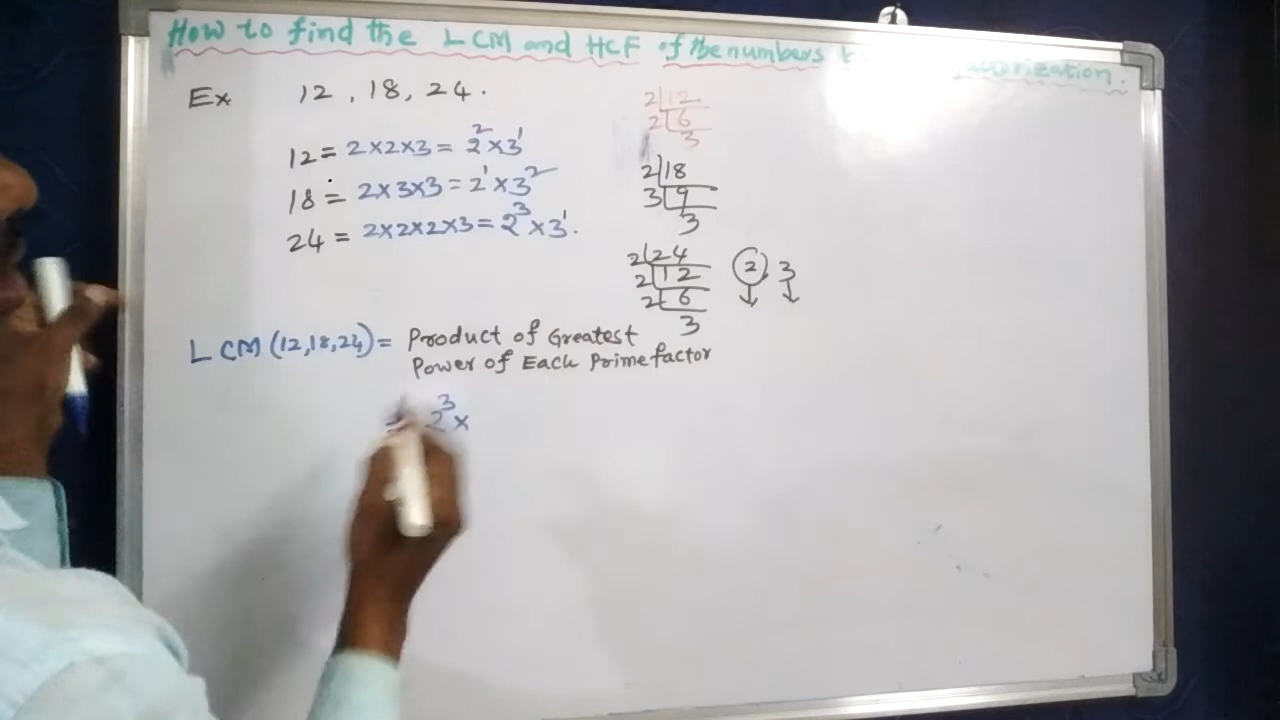 How to find the LCM and HCF of the numbers
Ex 12 , 18, 24 .
12 = 2×2×3 = 2² × 3¹
18 = 2×3×3 = 2¹ × 3²
24 = 2×2×2×3 = 2³ × 3¹.
2 12
2 6
3
2 18
3 9
3
2 24
2 12
2 6
3
2 , 3
LCM (12,18,24) = Product of Greatest
Power of Each Prime factor
= 2³ ×